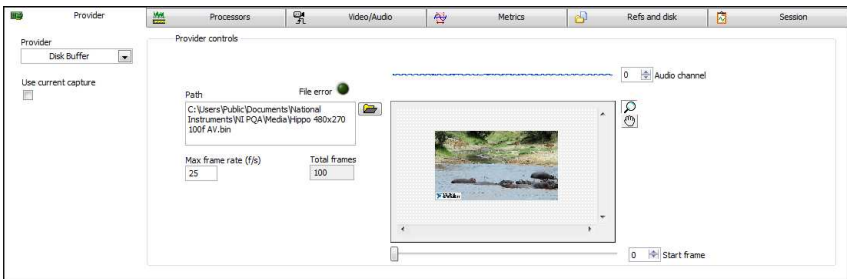 Provider
Processors
Video/Audio
Metrics
Refs and disk
Session
Provider
Disk Buffer
Use current capture
Provider controls
0 Audio channel
Path
File error
C:\Users\Public\Documents\National
Instruments\NI PQA\Media\Hippo 480x270
100f AV.bin
Max frame rate (f/s)
Total frames
25
100
0 Start frame